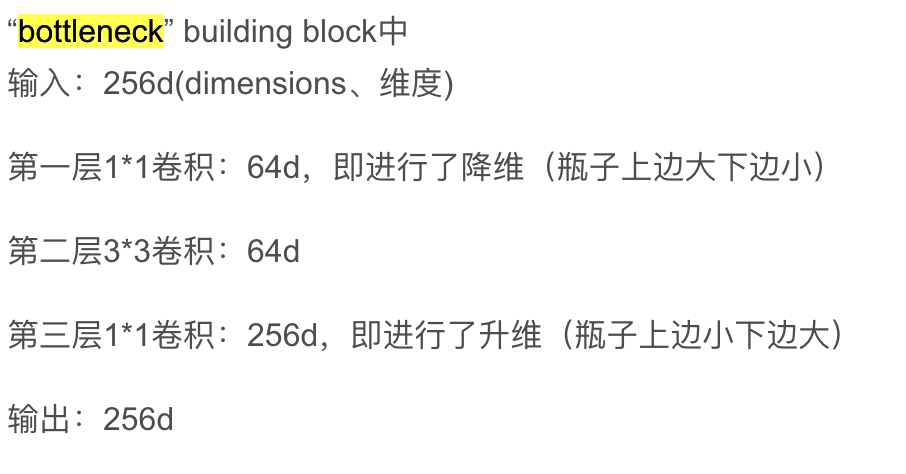 “bottleneck” building block中
输入：256d(dimensions、维度)
第一层1*1卷积：64d，即进行了降维（瓶子上边大下边小）
第二层3*3卷积：64d
第三层1*1卷积：256d，即进行了升维（瓶子上边小下边大）
输出：256d